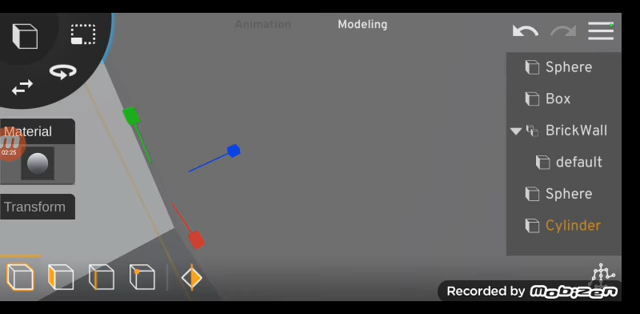 Animation Modeling
Sphere
Box
Material
BrickWall
02:25
default
Sphere
Transform
Cylinder
Recorded by Mobizen